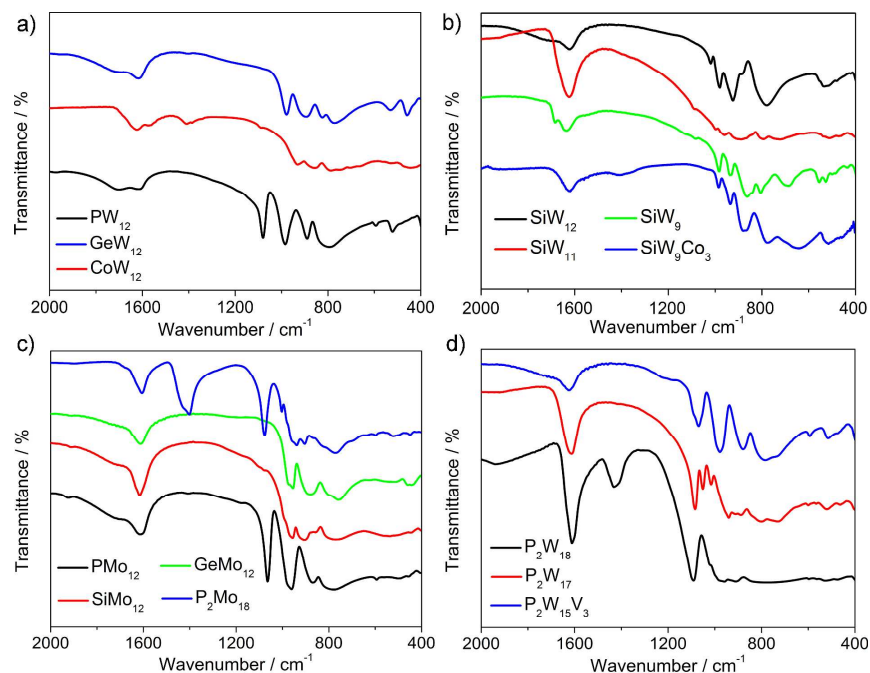 a)
Transmittance / %
PW₁₂
GeW₁₂
CoW₁₂
2000 1600 1200 800 400
Wavenumber / cm⁻¹
b)
Transmittance / %
SiW₁₂ SiW₉
SiW₁₁ SiW₉Co₃
2000 1600 1200 800 400
Wavenumber / cm⁻¹
c)
Transmittance / %
PMo₁₂ GeMo₁₂
SiMo₁₂ P₂Mo₁₈
2000 1600 1200 800 400
Wavenumber / cm⁻¹
d)
Transmittance / %
P₂W₁₈
P₂W₁₇
P₂W₁₅V₃
2000 1600 1200 800 400
Wavenumber / cm⁻¹